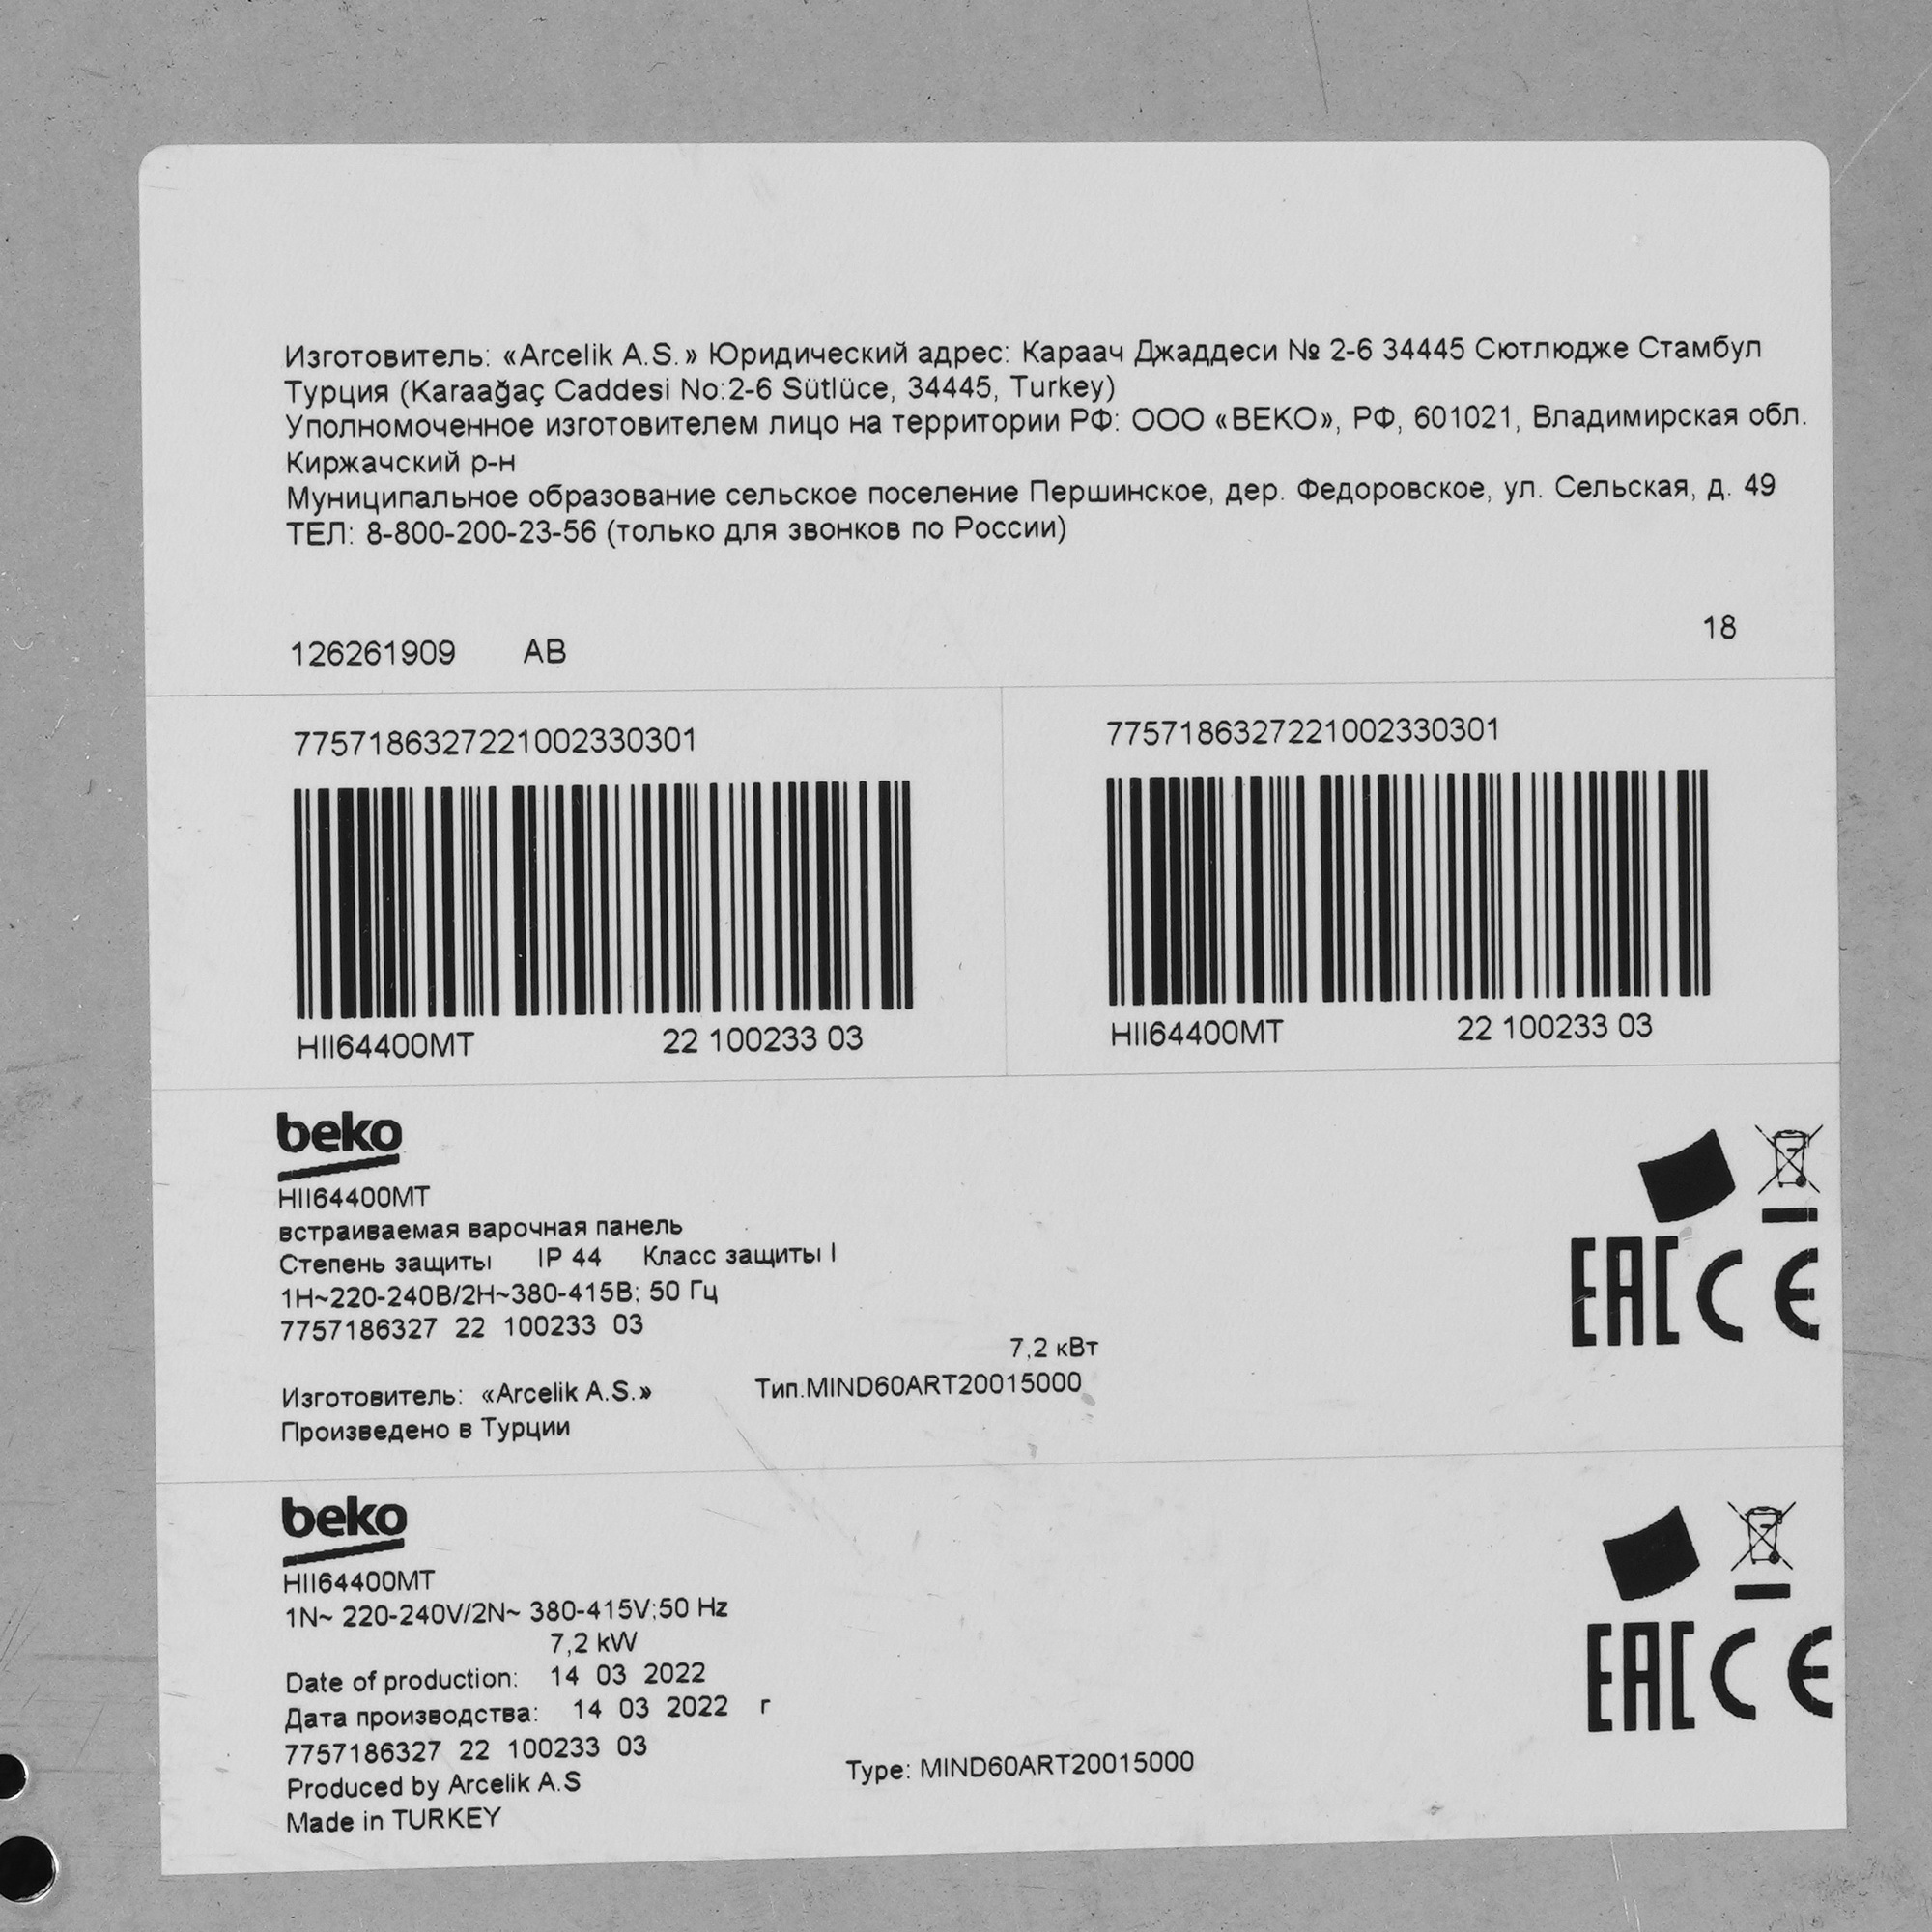 Изготовитель: «Arcelik A.S.» Юридический адрес: Караач Джаддеси № 2-6 34445 Сютлюдже Стамбул
Турция (Karaağaç Caddesi No:2-6 Sütlüce, 34445, Turkey)
Уполномоченное изготовителем лицо на территории РФ: ООО «BEKO», РФ, 601021, Владимирская обл.
Киржачский р-н
Муниципальное образование сельское поселение Першинское, дер. Федоровское, ул. Сельская, д. 49
ТЕЛ: 8-800-200-23-56 (только для звонков по России)
126261909 AB 18
7757186327221002330301 7757186327221002330301
HII64400MT 22 100233 03 HII64400MT 22 100233 03
beko
HII64400MT
встраиваемая варочная панель
Степень защиты IP 44 Класс защиты I
1Н~220-240В/2Н~380-415В; 50 Гц
7757186327 22 100233 03
7,2 кВт
Изготовитель: «Arcelik A.S.» Тип.MIND60ART20015000
Произведено в Турции
EAC CE
beko
HII64400MT
1N~ 220-240V/2N~ 380-415V;50 Hz
7,2 kW
Date of production: 14 03 2022
Дата производства: 14 03 2022 г
7757186327 22 100233 03
Produced by Arcelik A.S Type: MIND60ART20015000
Made in TURKEY
EAC CE